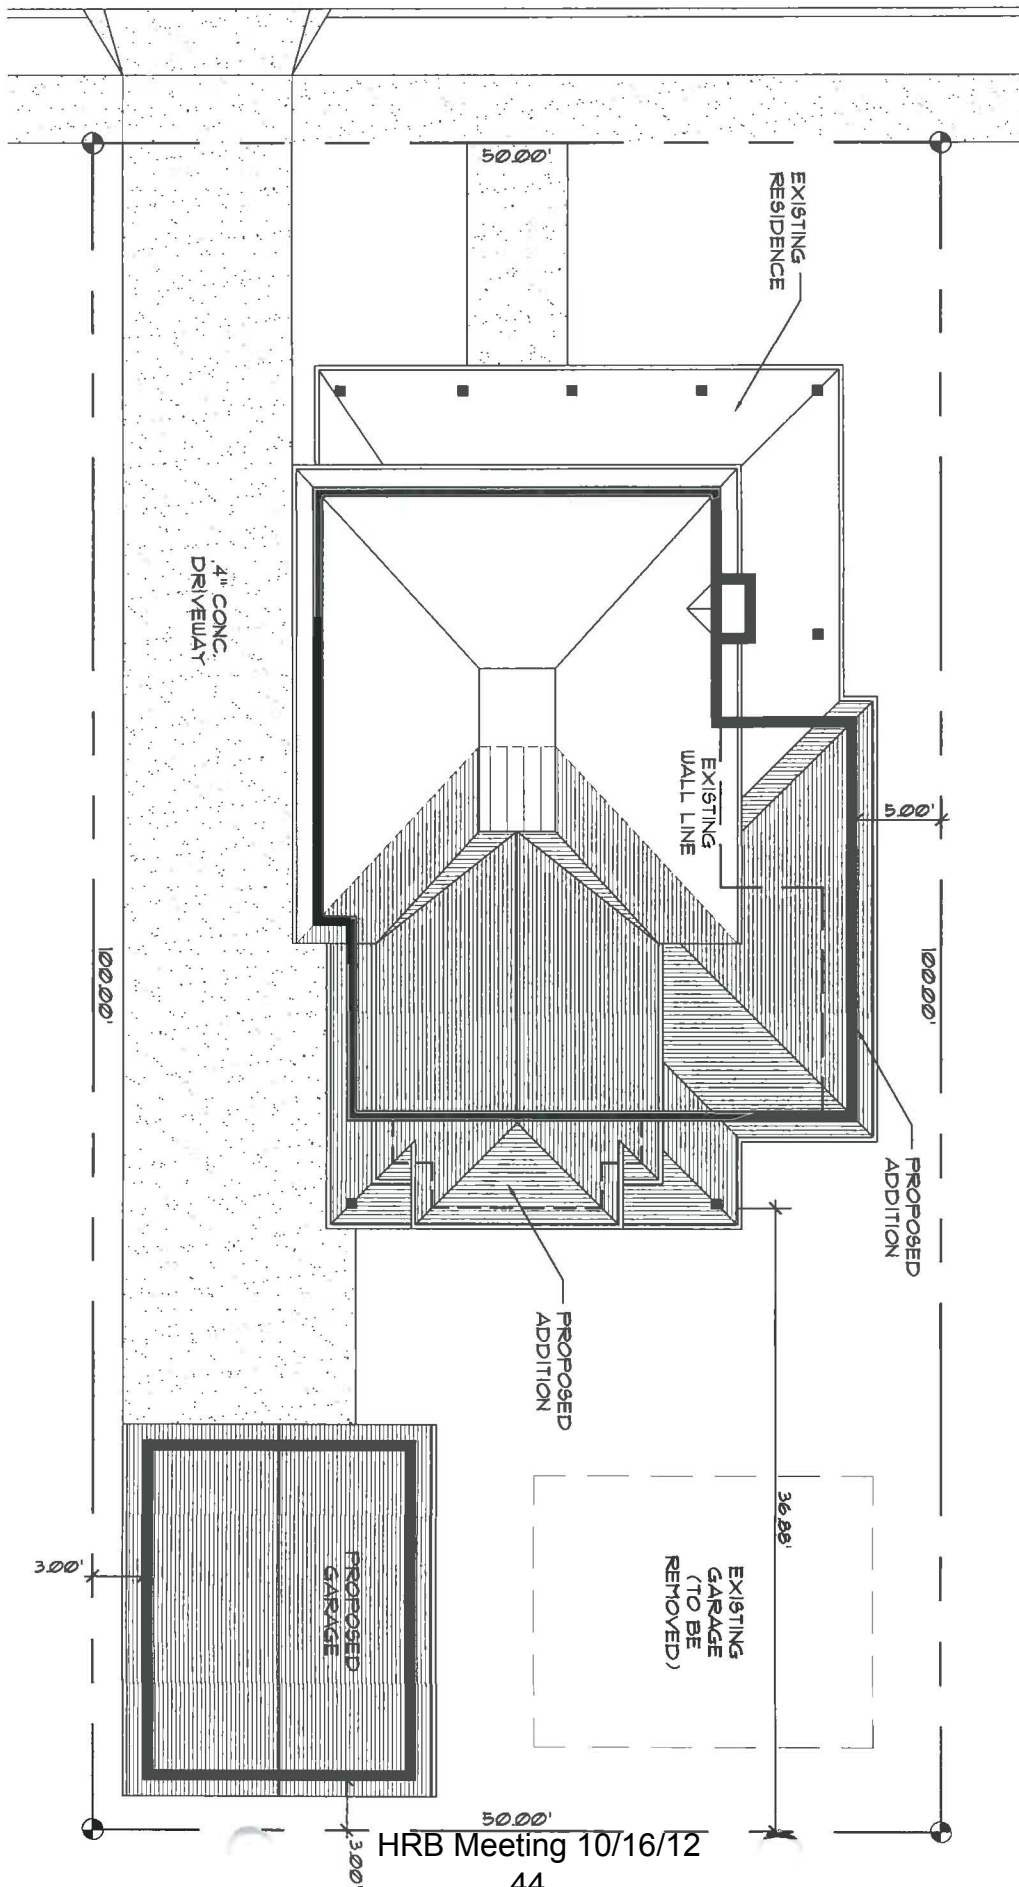 50.00'
EXISTING
RESIDENCE
4" CONC.
DRIVEWAY
EXISTING
WALL LINE
5.00'
100.00'
100.00'
PROPOSED
ADDITION
PROPOSED
ADDITION
36.88'
EXISTING
GARAGE
(TO BE
REMOVED)
PROPOSED
GARAGE
3.00'
50.00'
3.00'
HRB Meeting 10/16/12
44